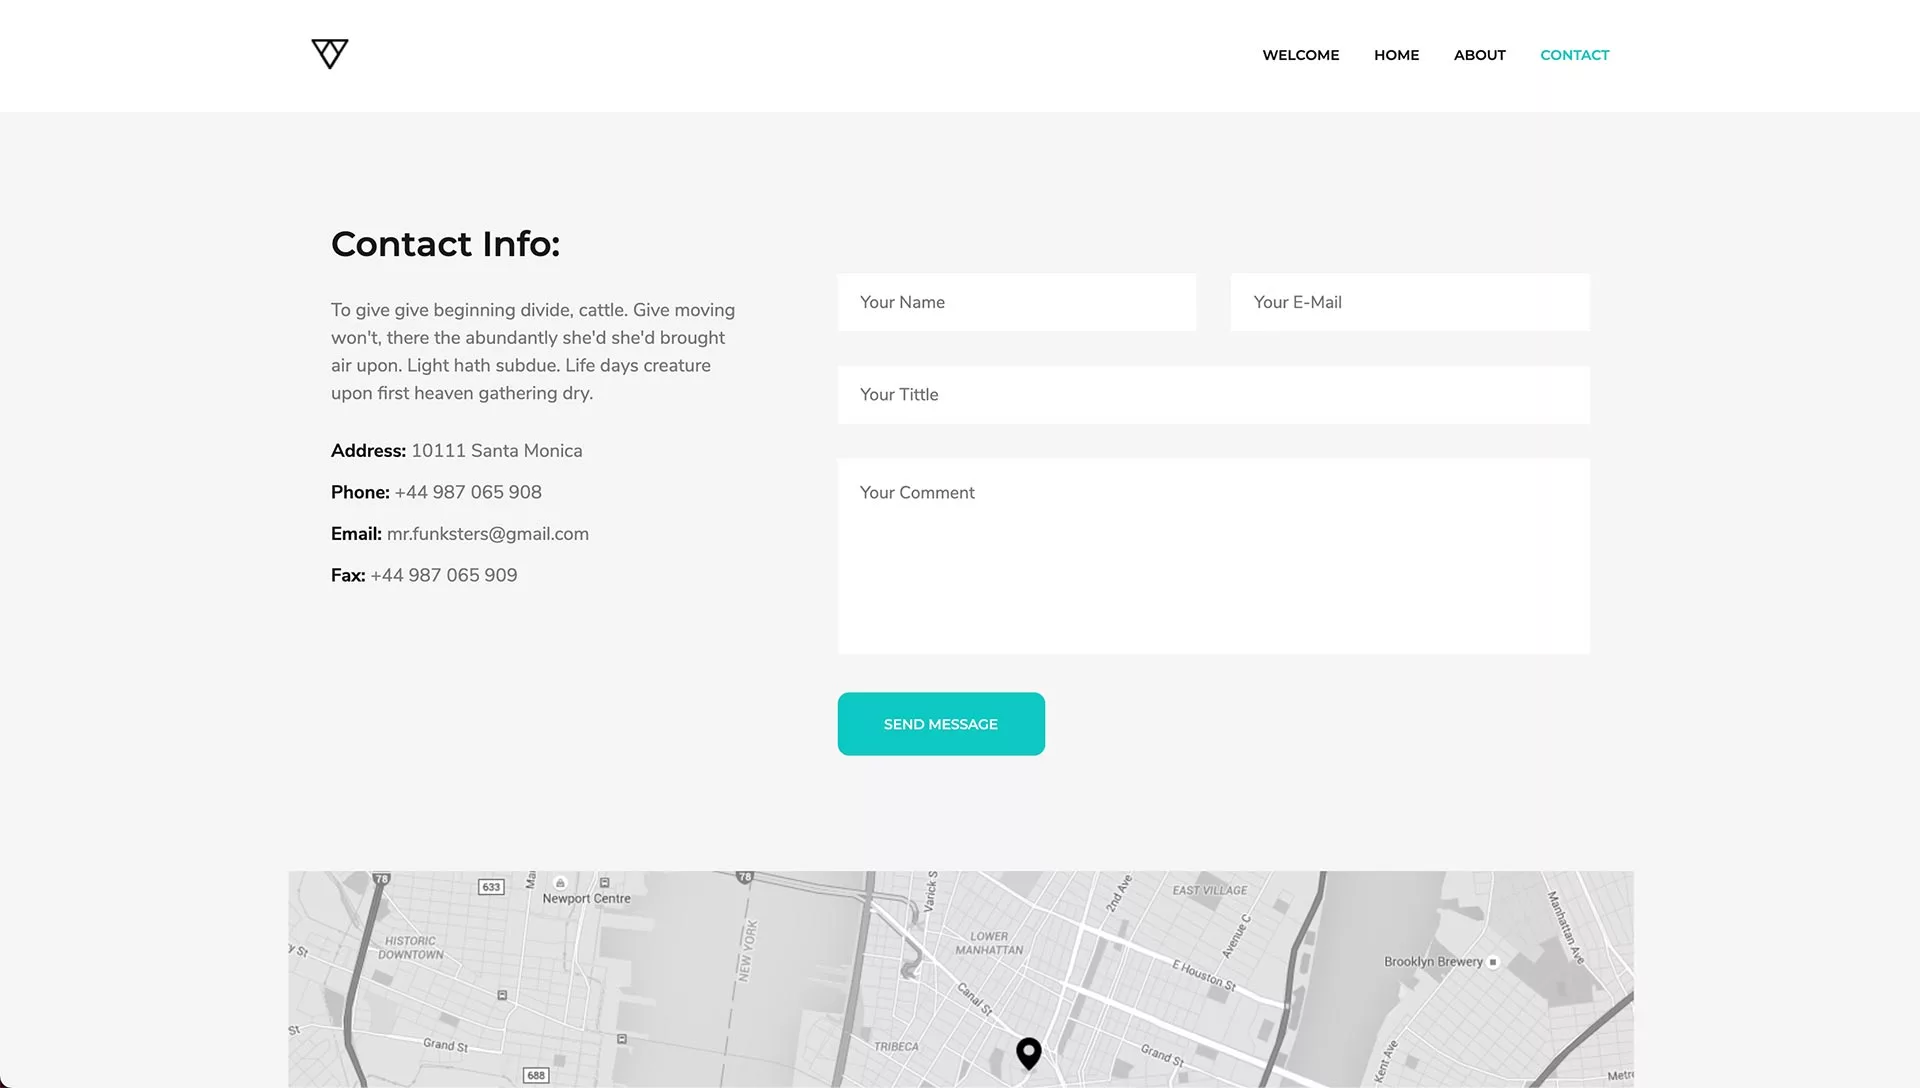 WELCOME HOME ABOUT CONTACT
Contact Info:
To give give beginning divide, cattle. Give moving
won't, there the abundantly she'd she'd brought
air upon. Light hath subdue. Life days creature
upon first heaven gathering dry.
Address: 10111 Santa Monica
Phone: +44 987 065 908
Email: mr.funksters@gmail.com
Fax: +44 987 065 909
Your Name
Your E-Mail
Your Tittle
Your Comment
SEND MESSAGE
78
633
Newport Centre
78
Varick S
2nd Ave
EAST VILLAGE
Manhattan Ave
HISTORIC
DOWNTOWN
NEW YORK
LOWER
MANHATTAN
Avenue C
E Houston St
Brooklyn Brewery
Canal St
Grand St
TRIBECA
Grand St
Kent Ave
688